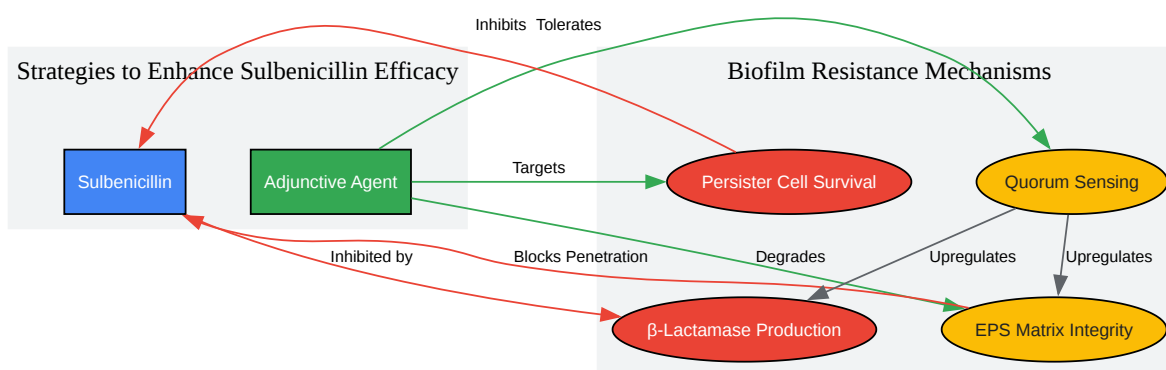 Inhibits Tolerates
Strategies to Enhance Sulbenicillin Efficacy
Biofilm Resistance Mechanisms
Sulbenicillin
Adjunctive Agent
Targets
Persister Cell Survival
Quorum Sensing
Inhibited by
Blocks Penetration
Degrades
Upregulates
Upregulates
β-Lactamase Production
EPS Matrix Integrity